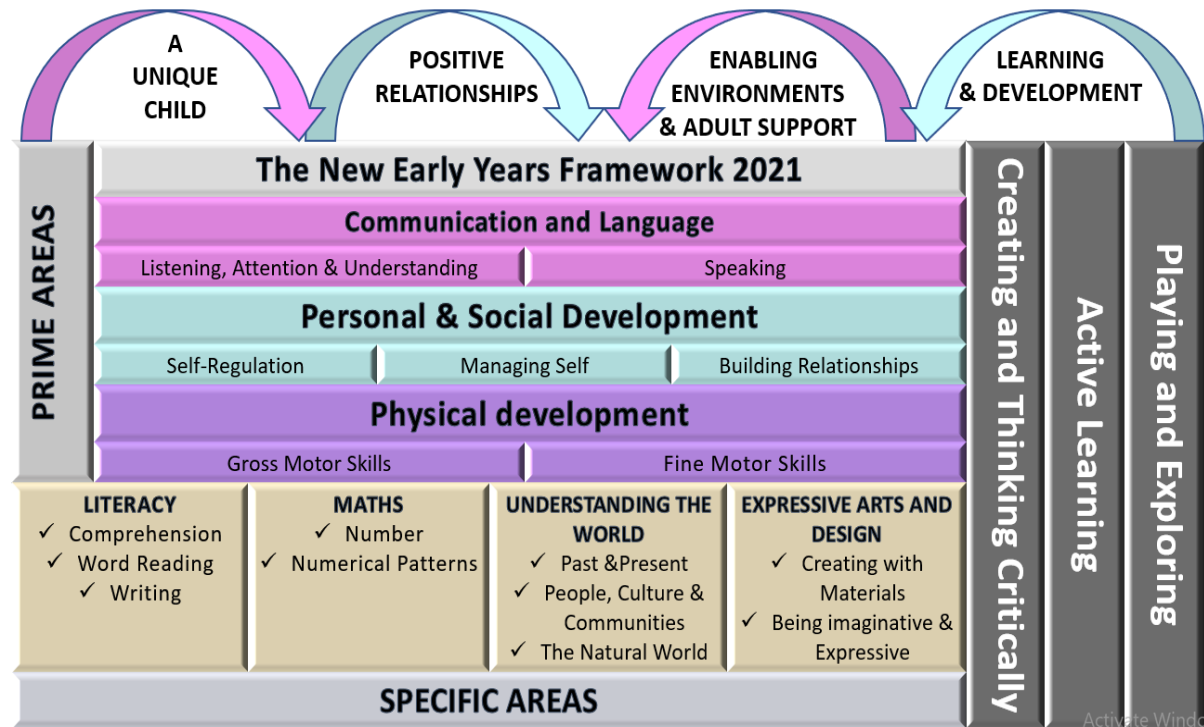 A
UNIQUE
CHILD
POSITIVE
RELATIONSHIPS
ENABLING
ENVIRONMENTS
& ADULT SUPPORT
LEARNING
& DEVELOPMENT
PRIME AREAS
The New Early Years Framework 2021
Communication and Language
Listening, Attention & Understanding
Speaking
Personal & Social Development
Self-Regulation
Managing Self
Building Relationships
Physical development
Gross Motor Skills
Fine Motor Skills
LITERACY
✓ Comprehension
✓ Word Reading
✓ Writing
MATHS
✓ Number
✓ Numerical Patterns
UNDERSTANDING THE
WORLD
✓ Past &Present
✓ People, Culture &
Communities
✓ The Natural World
EXPRESSIVE ARTS AND
DESIGN
✓ Creating with
Materials
✓ Being imaginative &
Expressive
SPECIFIC AREAS
Creating and Thinking Critically
Active Learning
Playing and Exploring
Activate Windo